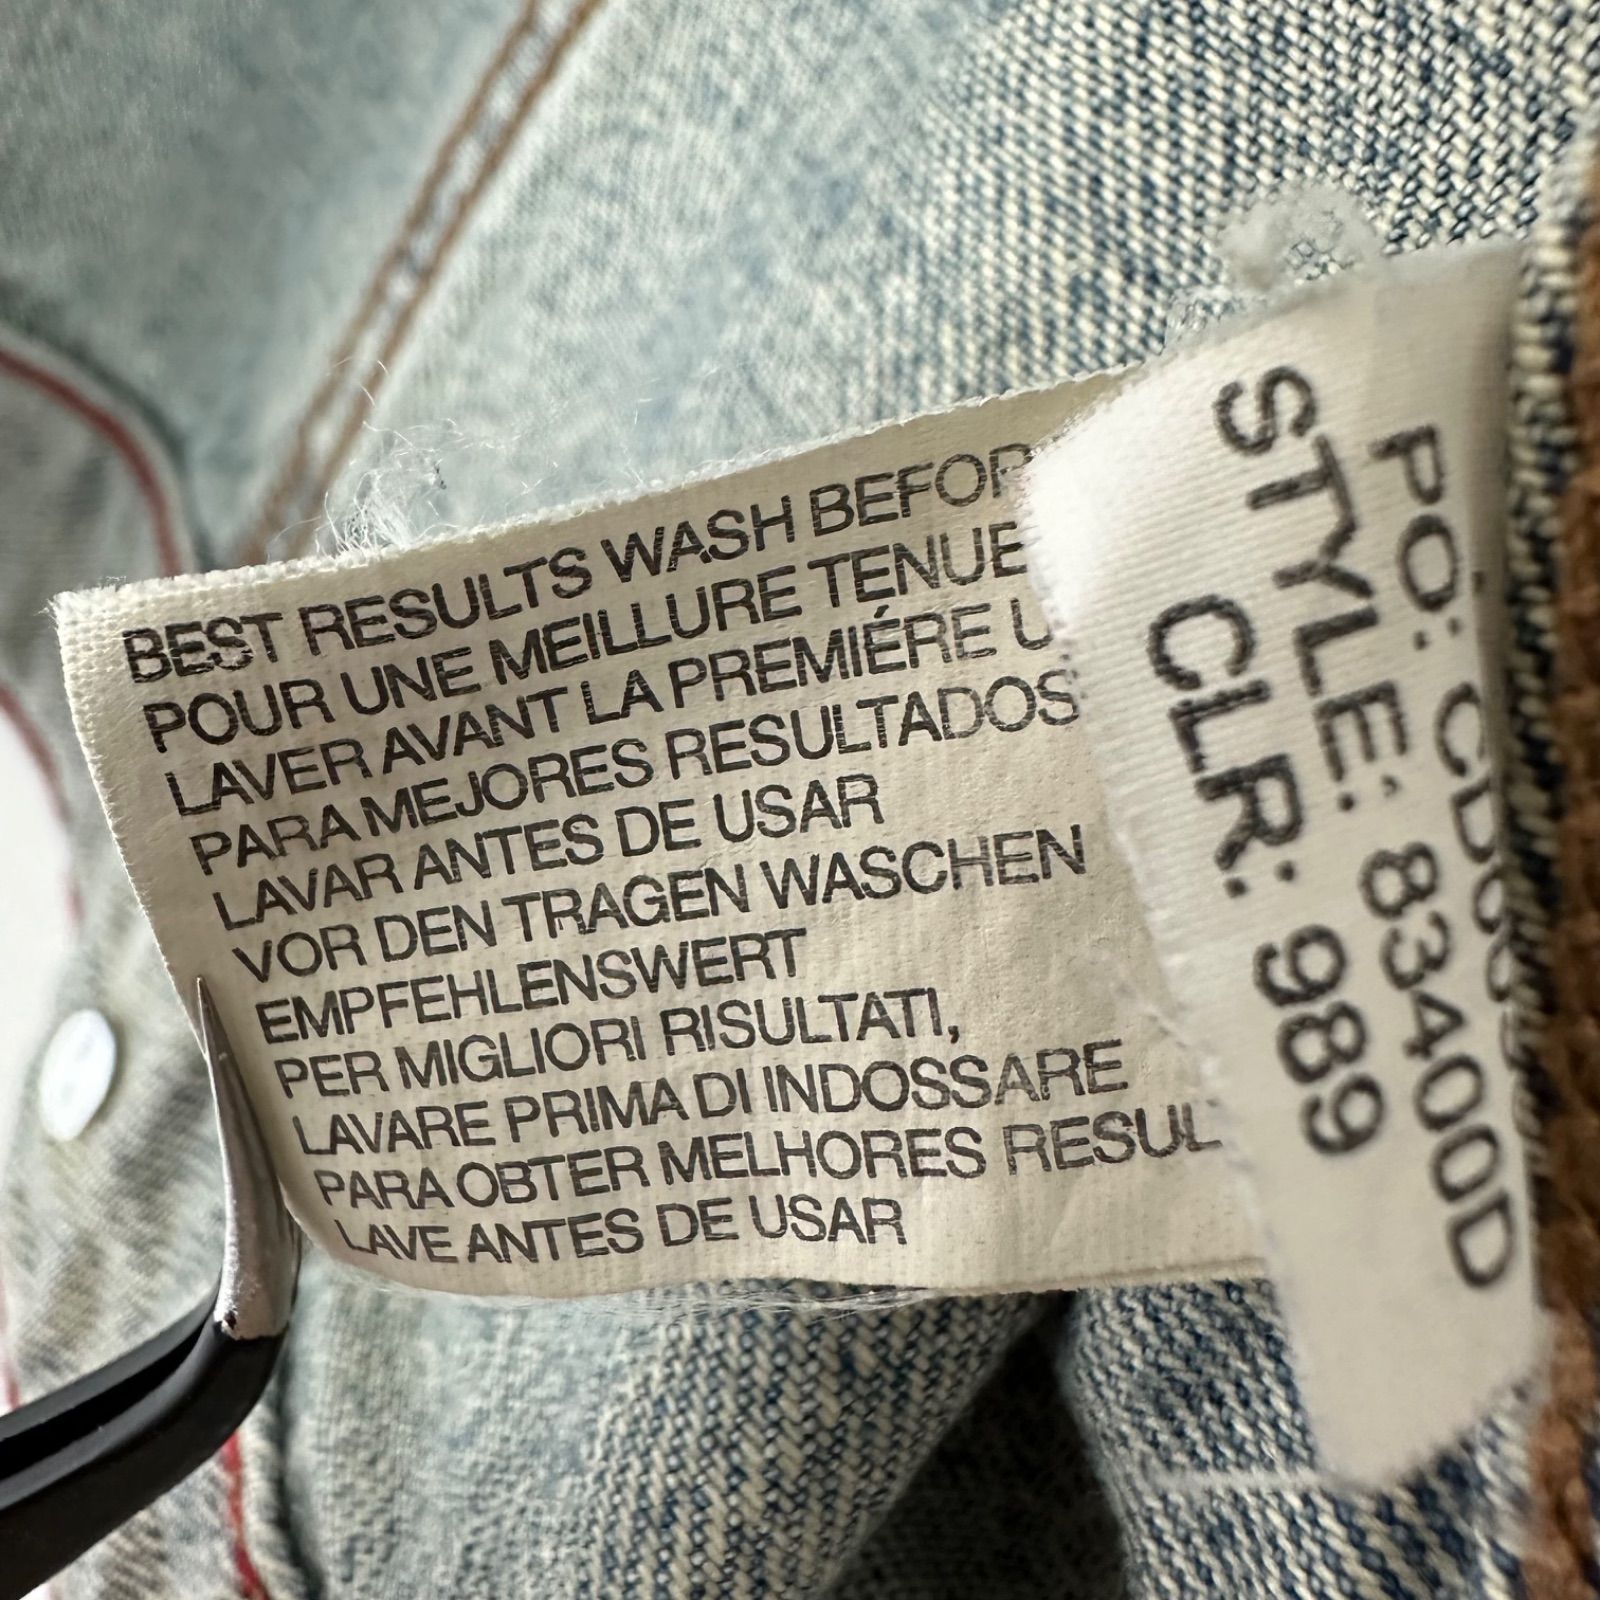 BEST RESULTS WASH
POUR UNE MEILLURE TENUE
LAVER AVANT LA PREMIÉRE
PARA MEJORES RESULTADOS
LAVAR ANTES DE USAR
VOR DEN TRAGEN WASCHEN
EMPFEHLENSWERT
PER MIGLIORI RISULTATI,
LAVARE PRIMA DI INDOSSARE
PARA OBTER MELHORES
LAVE ANTES DE USAR
PO:
STYLE: 83400D
CLR: 989